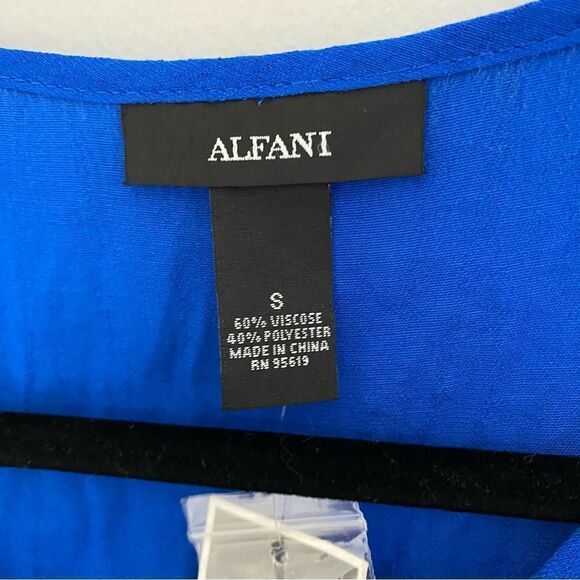 ALFANI
S
60% VISCOSE
40% POLYESTER
MADE IN CHINA
RN 95619